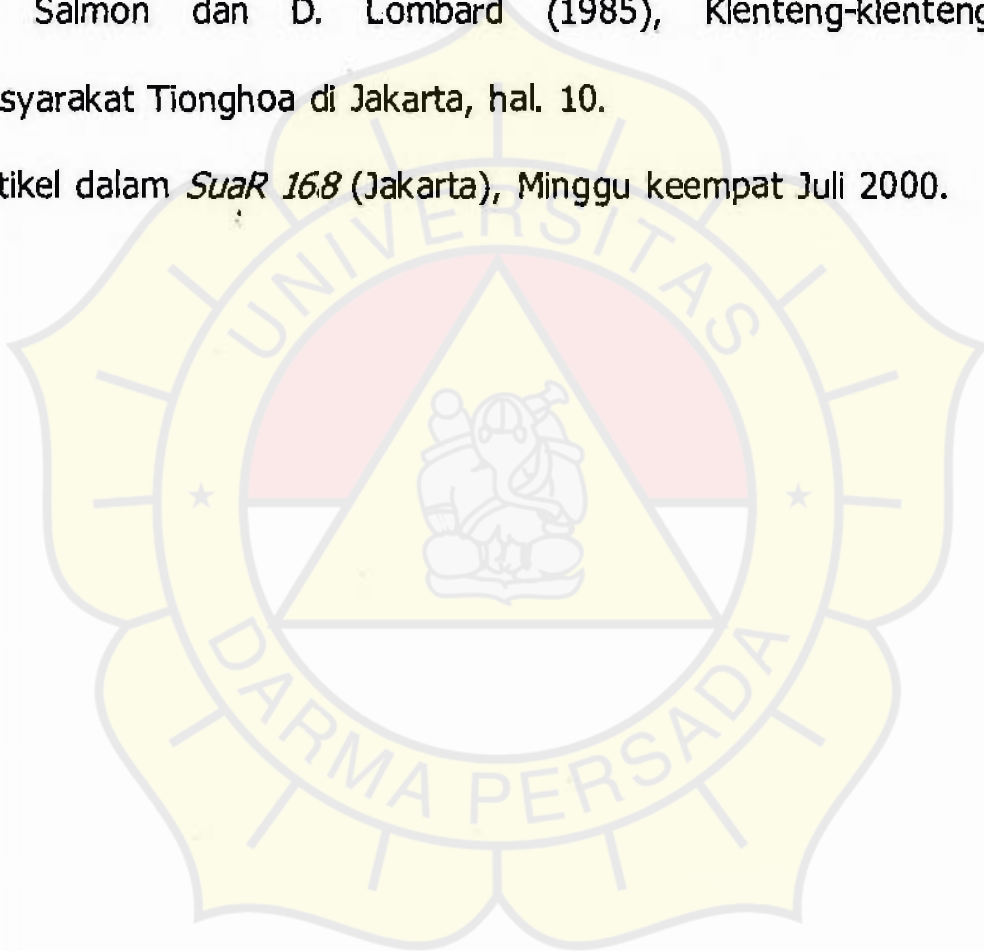 Salmon dan D. Lombard (1985), Klenteng-klenteng
syarakat Tionghoa di Jakarta, hal. 10.
tikel dalam SuaR 168 (Jakarta), Minggu keempat Juli 2000.
UNIVERSITAS
DARMA PERSADA